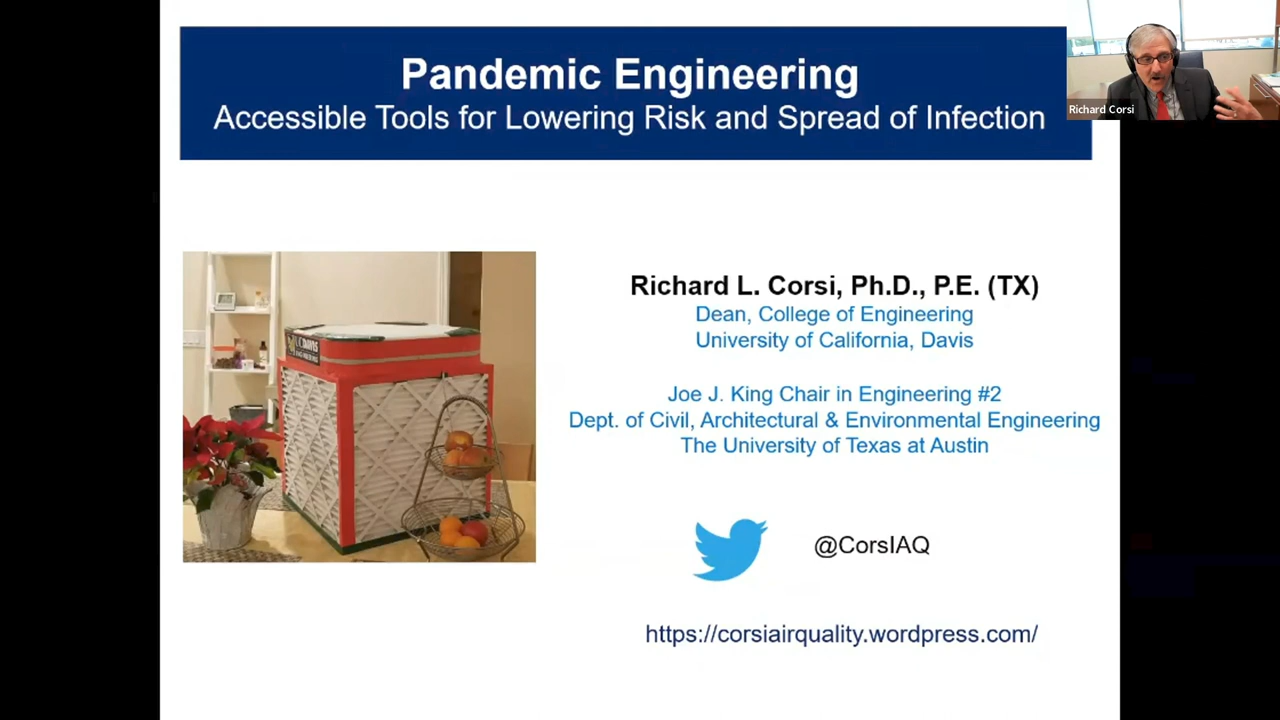 Pandemic Engineering
Accessible Tools for Lowering Risk and Spread of Infection
Richard Corsi
Richard L. Corsi, Ph.D., P.E. (TX)
Dean, College of Engineering
University of California, Davis
Joe J. King Chair in Engineering #2
Dept. of Civil, Architectural & Environmental Engineering
The University of Texas at Austin
UCDAVIS
@CorsIAQ
https://corsiairquality.wordpress.com/